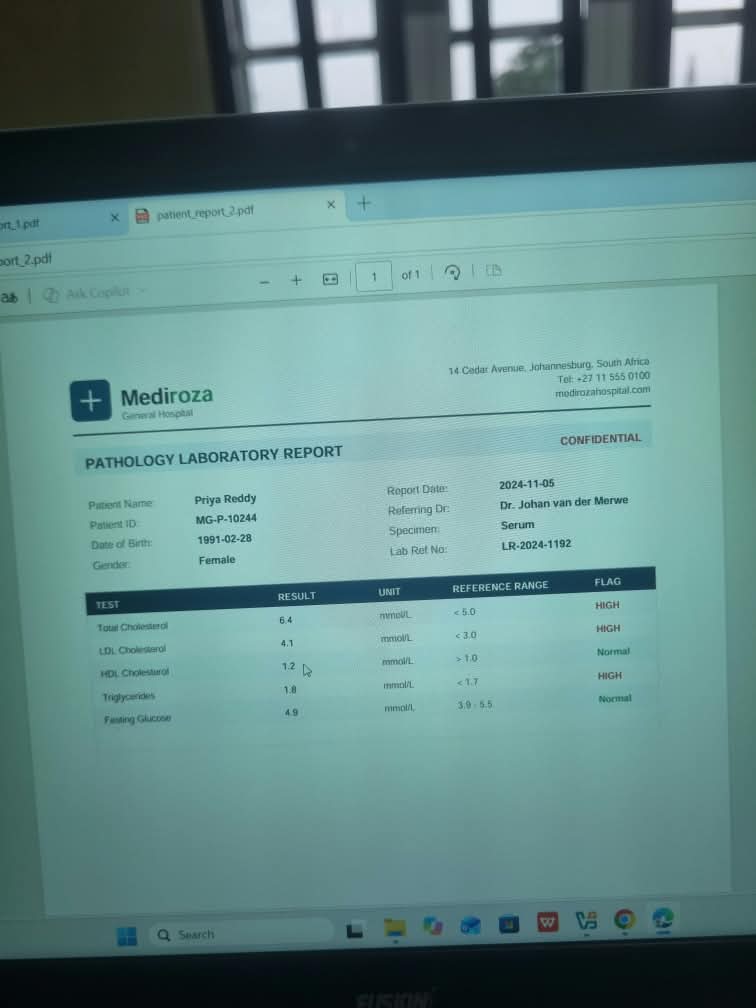 ort_1.pdf
patient_report_2.pdf
port_2.pdf
Ask Copilot
1 of 1
Mediroza
General Hospital
14 Cedar Avenue, Johannesburg, South Africa
Tel: +27 11 555 0100
medirozahospital.com
PATHOLOGY LABORATORY REPORT CONFIDENTIAL
Patient Name: Priya Reddy Report Date: 2024-11-05
Patient ID: MG-P-10244 Referring Dr: Dr. Johan van der Merwe
Date of Birth: 1991-02-28 Specimen: Serum
Gender: Female Lab Ref No: LR-2024-1192
TEST RESULT UNIT REFERENCE RANGE FLAG
Total Cholesterol 6.4 mmol/L < 5.0 HIGH
LDL Cholesterol 4.1 mmol/L < 3.0 HIGH
HDL Cholesterol 1.2 mmol/L > 1.0 Normal
Triglycerides 1.8 mmol/L < 1.7 HIGH
Fasting Glucose 4.9 mmol/L 3.9 - 5.5 Normal
Search
FUSION